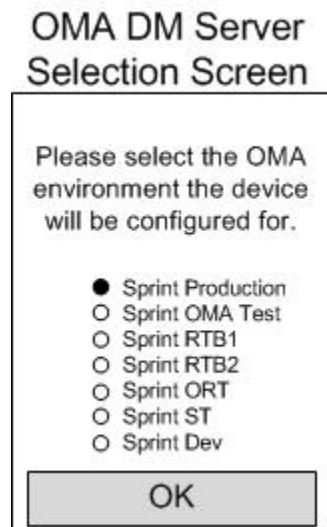 OMA DM Server
Selection Screen
Please select the OMA
environment the device
will be configured for.
Sprint Production
Sprint OMA Test
Sprint RTB1
Sprint RTB2
Sprint ORT
Sprint ST
Sprint Dev
OK